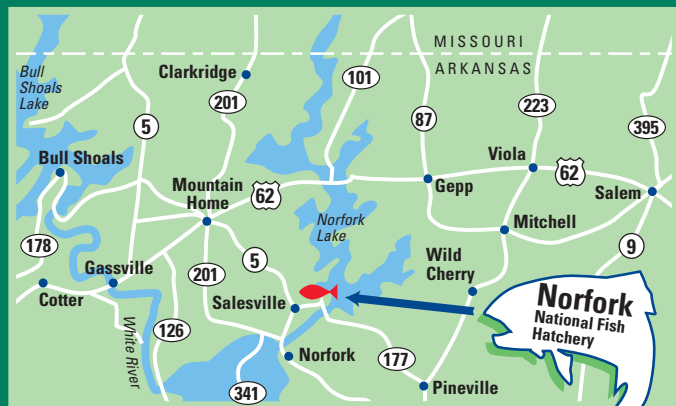 MISSOURI
ARKANSAS
Bull
Shoals
Lake
Clarkridge
101
201
223
5
87
395
Bull Shoals
Viola
62
Mountain
Home
62
Gepp
Salem
Norfork
Lake
Mitchell
178
Wild
Cherry
9
Gassville
201
5
Cotter
Salesville
Norfork
National Fish
Hatchery
White River
126
Norfork
177
341
Pineville